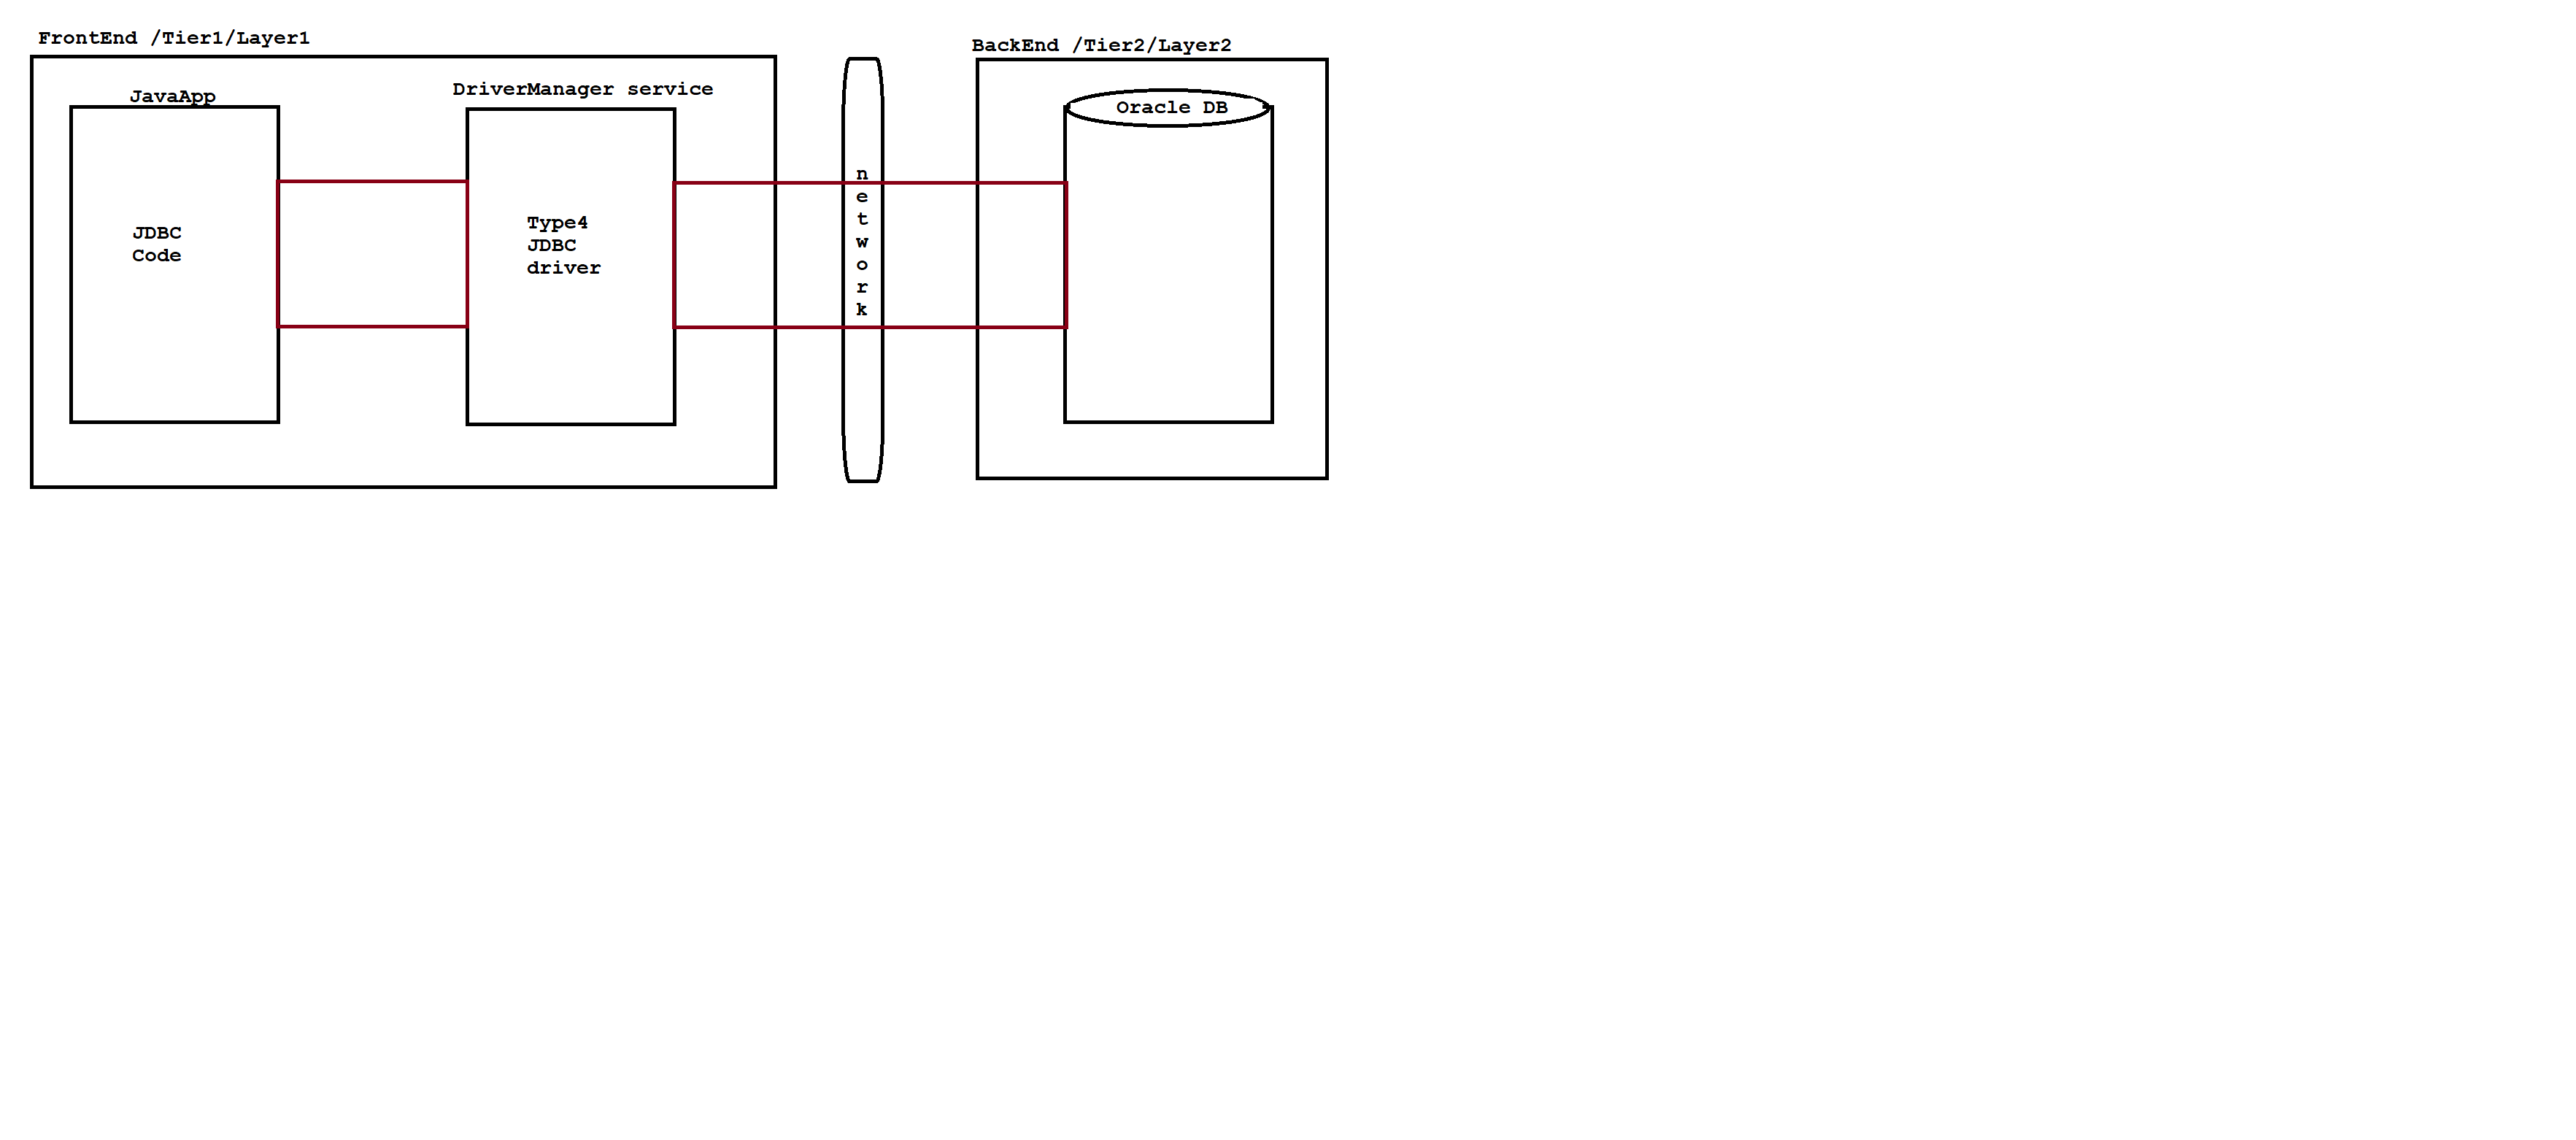 FrontEnd /Tier1/Layer1
BackEnd /Tier2/Layer2
JavaApp
DriverManager service
Oracle DB
JDBC
Code
Type4
JDBC
driver
n
e
t
w
o
r
k